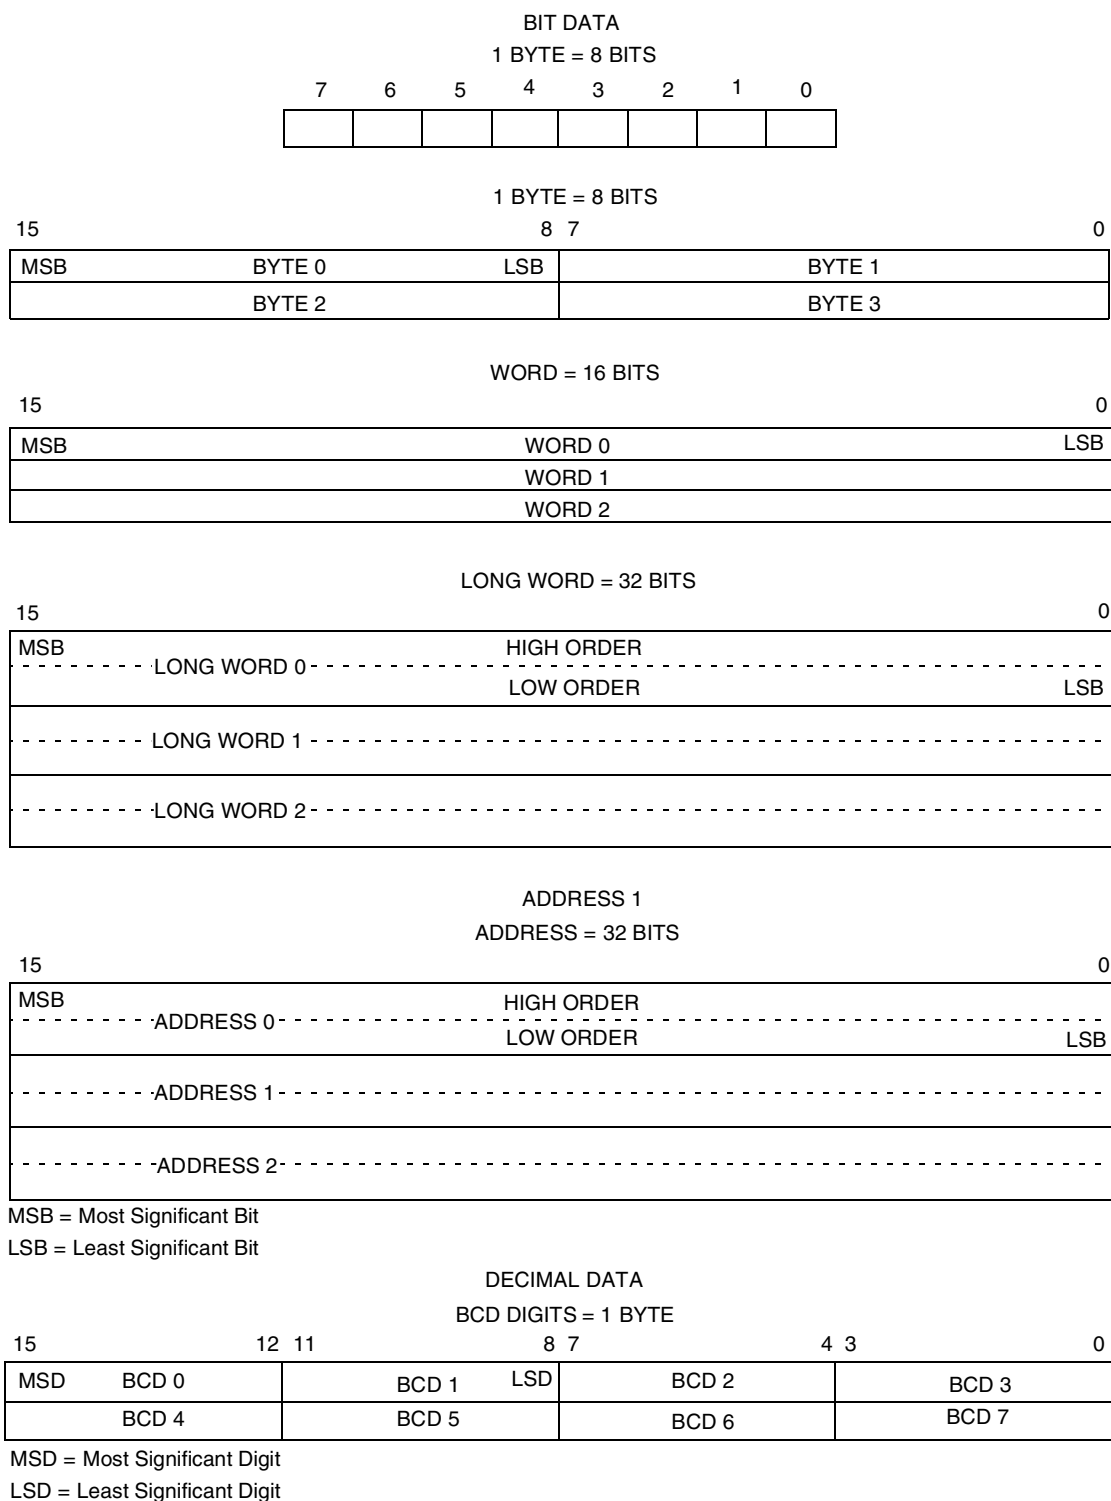 BIT DATA
1 BYTE = 8 BITS
7 6 5 4 3 2 1 0
1 BYTE = 8 BITS
15 8 7 0
MSB BYTE 0 LSB BYTE 1
BYTE 2 BYTE 3
WORD = 16 BITS
15 0
MSB WORD 0 LSB
WORD 1
WORD 2
LONG WORD = 32 BITS
15 0
MSB HIGH ORDER
LONG WORD 0
LOW ORDER LSB
LONG WORD 1
LONG WORD 2
ADDRESS 1
ADDRESS = 32 BITS
15 0
MSB HIGH ORDER
ADDRESS 0
LOW ORDER LSB
ADDRESS 1
ADDRESS 2
MSB = Most Significant Bit
LSB = Least Significant Bit
DECIMAL DATA
BCD DIGITS = 1 BYTE
15 12 11 8 7 4 3 0
MSD BCD 0 BCD 1 LSD BCD 2 BCD 3
BCD 4 BCD 5 BCD 6 BCD 7
MSD = Most Significant Digit
LSD = Least Significant Digit